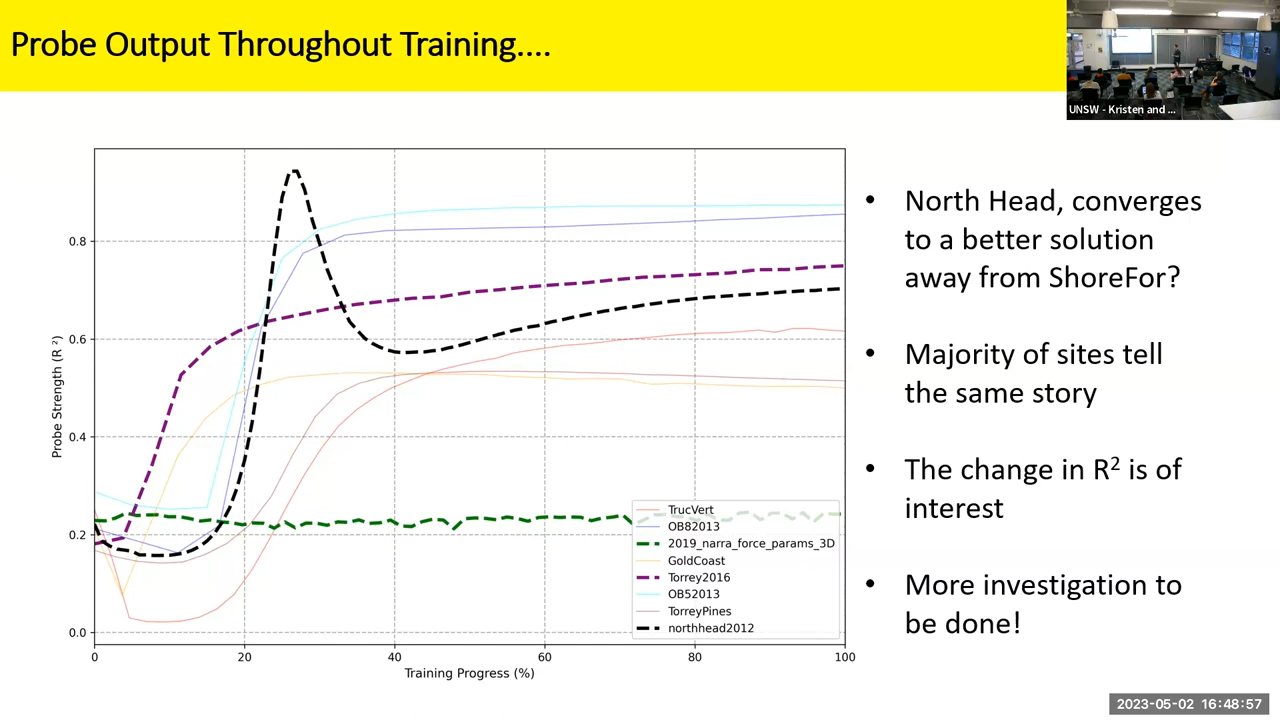 Probe Output Throughout Training....
UNSW - Kristen and ...
Probe Strength (R ²)
0.8
0.6
0.4
0.2
0.0
0
20
40
60
80
100
Training Progress (%)
TrucVert
OB82013
2019_narra_force_params_3D
GoldCoast
Torrey2016
OB52013
TorreyPines
northhead2012
• North Head, converges
to a better solution
away from ShoreFor?
• Majority of sites tell
the same story
• The change in R² is of
interest
• More investigation to
be done!
2023-05-02 16:48:57